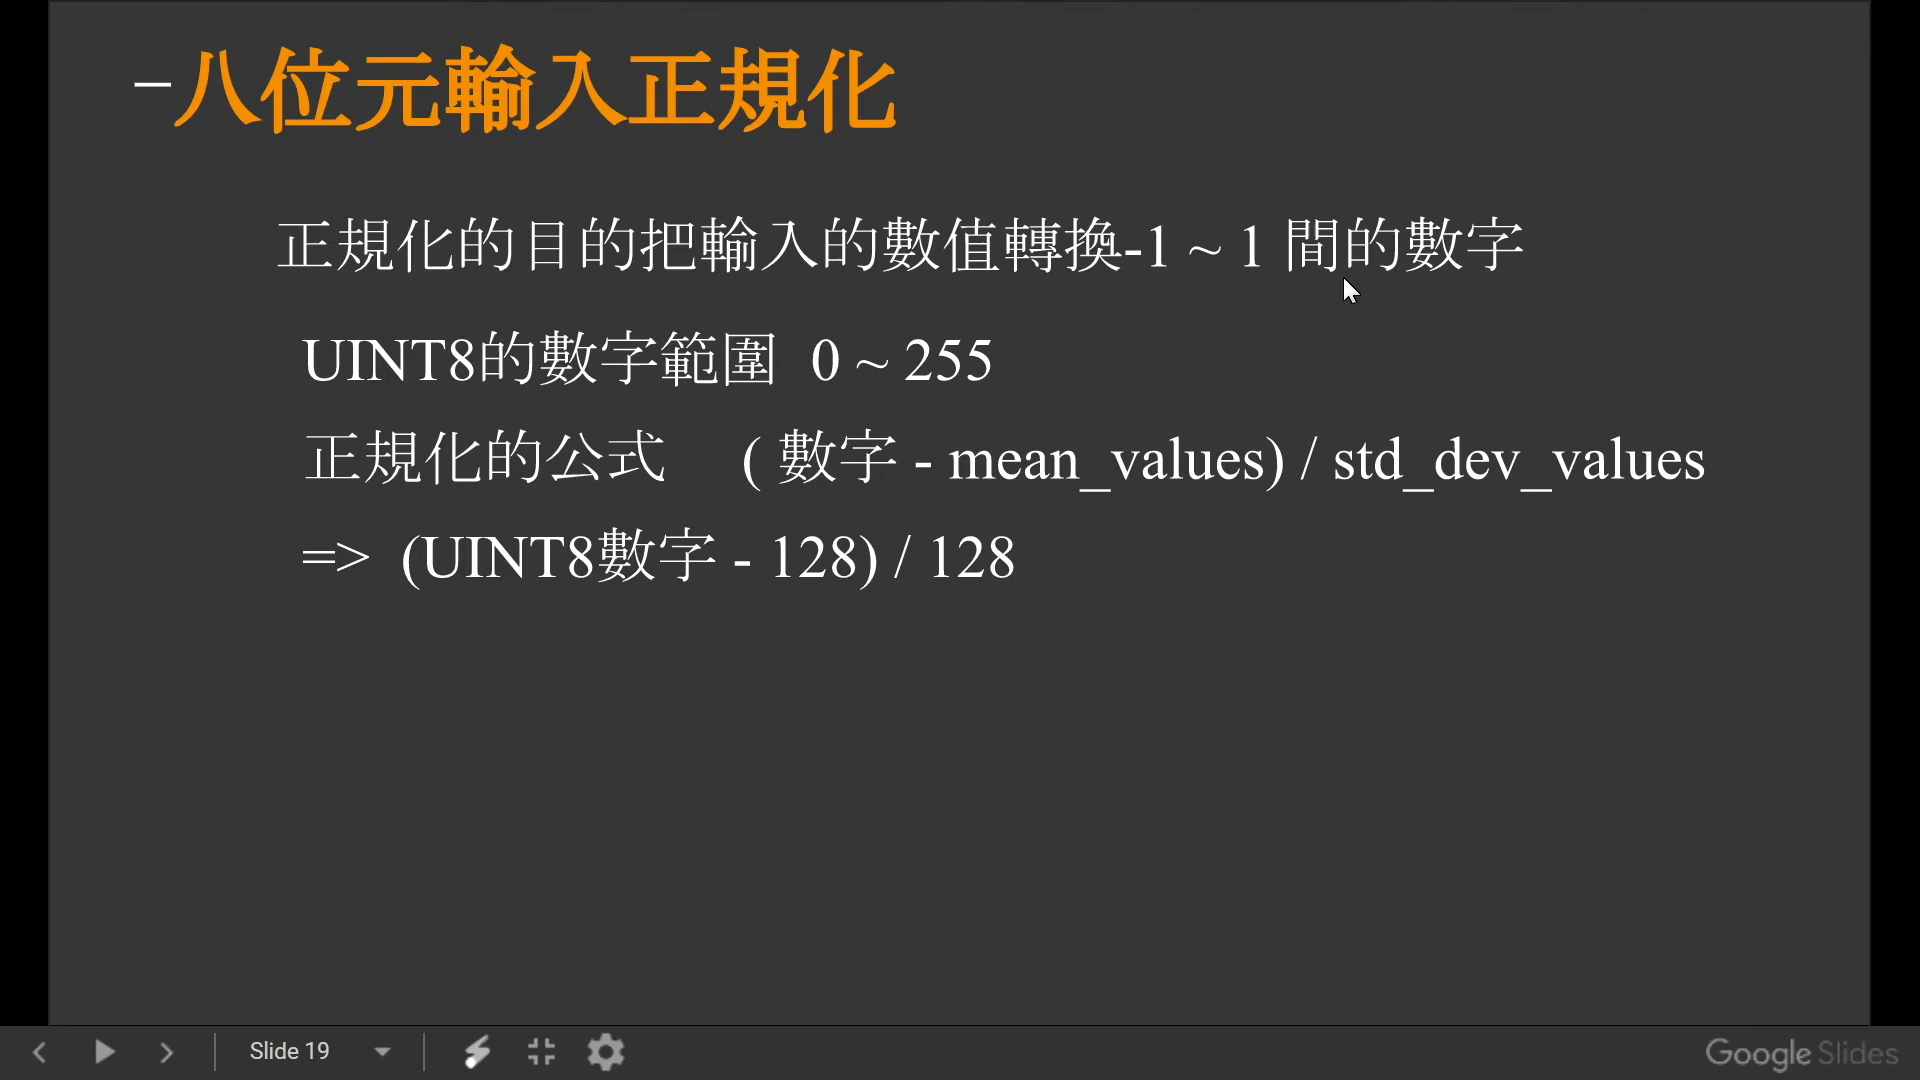 –八位元輸入正規化
正規化的目的把輸入的數值轉換-1 ~ 1 間的數字
UINT8的數字範圍 0 ~ 255
正規化的公式 ( 數字 - mean_values) / std_dev_values
=> (UINT8數字 - 128) / 128
Slide 19
Google Slides